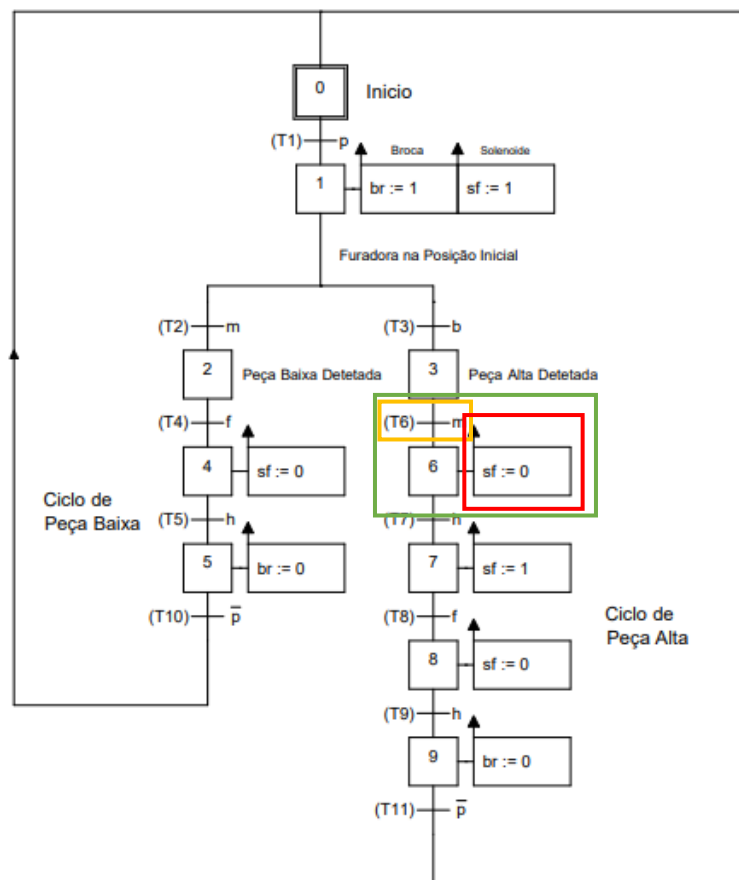 0
Inicio
(T1) p
Broca
Solenoide
1
br := 1
sf := 1
Furadora na Posição Inicial
(T2) m
(T3) b
2
Peça Baixa Detetada
3
Peça Alta Detetada
(T4) f
(T6) m
4
sf := 0
6
sf := 0
Ciclo de
Peça Baixa
(T5) h
(T7) h
5
br := 0
7
sf := 1
(T10) p̅
(T8) f
Ciclo de
Peça Alta
8
sf := 0
(T9) h
9
br := 0
(T11) p̅